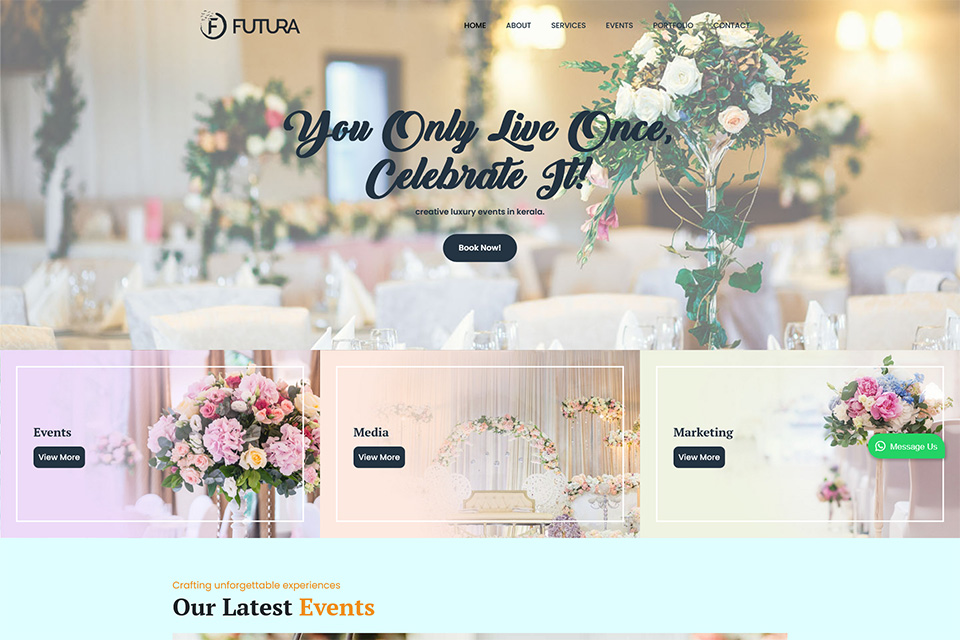 F FUTURA
HOME ABOUT SERVICES EVENTS PORTFOLIO CONTACT
You Only Live Once,
Celebrate It!
creative luxury events in kerala.
Book Now!
Events
View More
Media
View More
Marketing
View More
Message Us
Crafting unforgettable experiences
Our Latest Events